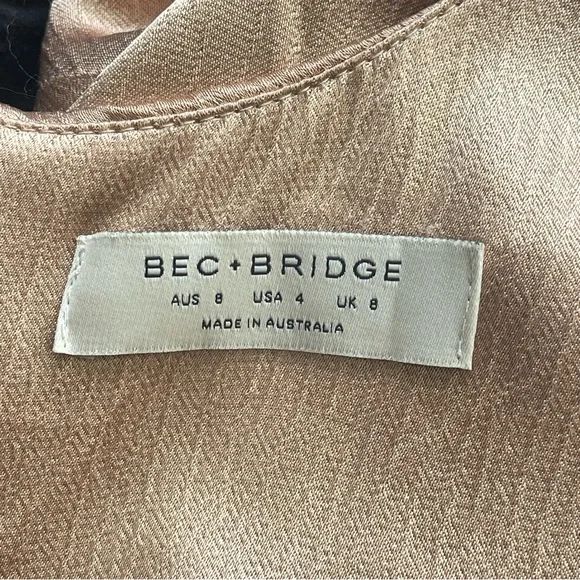 BEC+BRIDGE
AUS 8 USA 4 UK 8
MADE IN AUSTRALIA